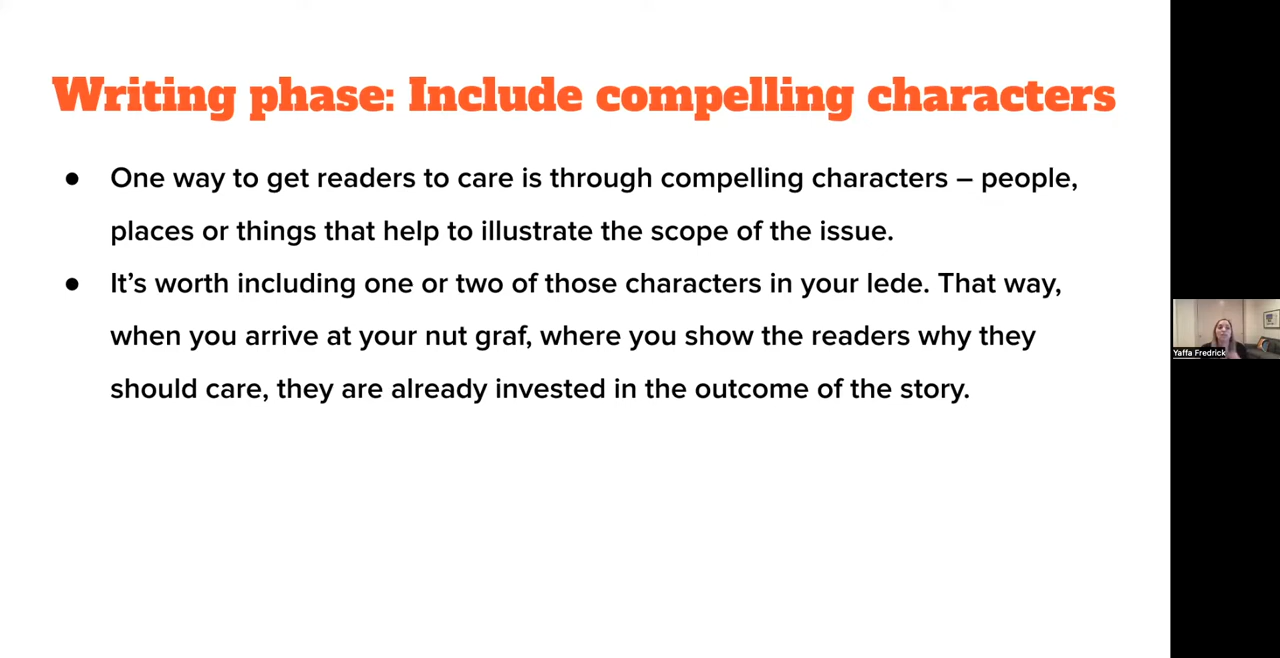 Writing phase: Include compelling characters
● One way to get readers to care is through compelling characters – people,
places or things that help to illustrate the scope of the issue.
● It’s worth including one or two of those characters in your lede. That way,
when you arrive at your nut graf, where you show the readers why they
should care, they are already invested in the outcome of the story.
Yaffa Fredrick